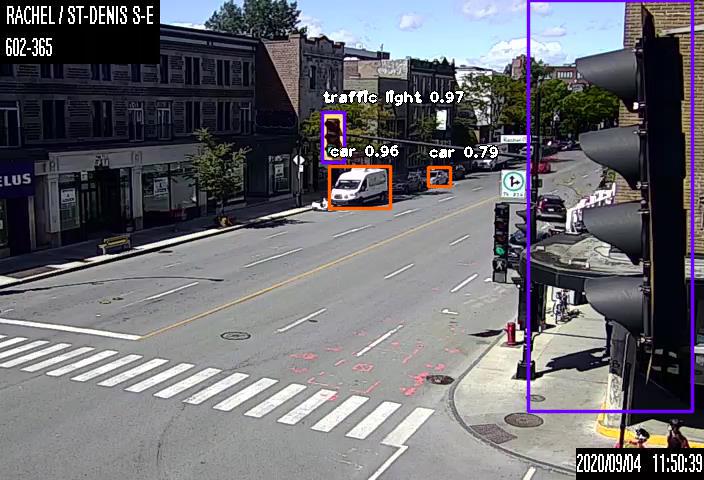 RACHEL / ST-DENIS S-E
602-365
traffic light 0.97
car 0.96
car 0.79
ELUS
2020/09/04 11:50:39